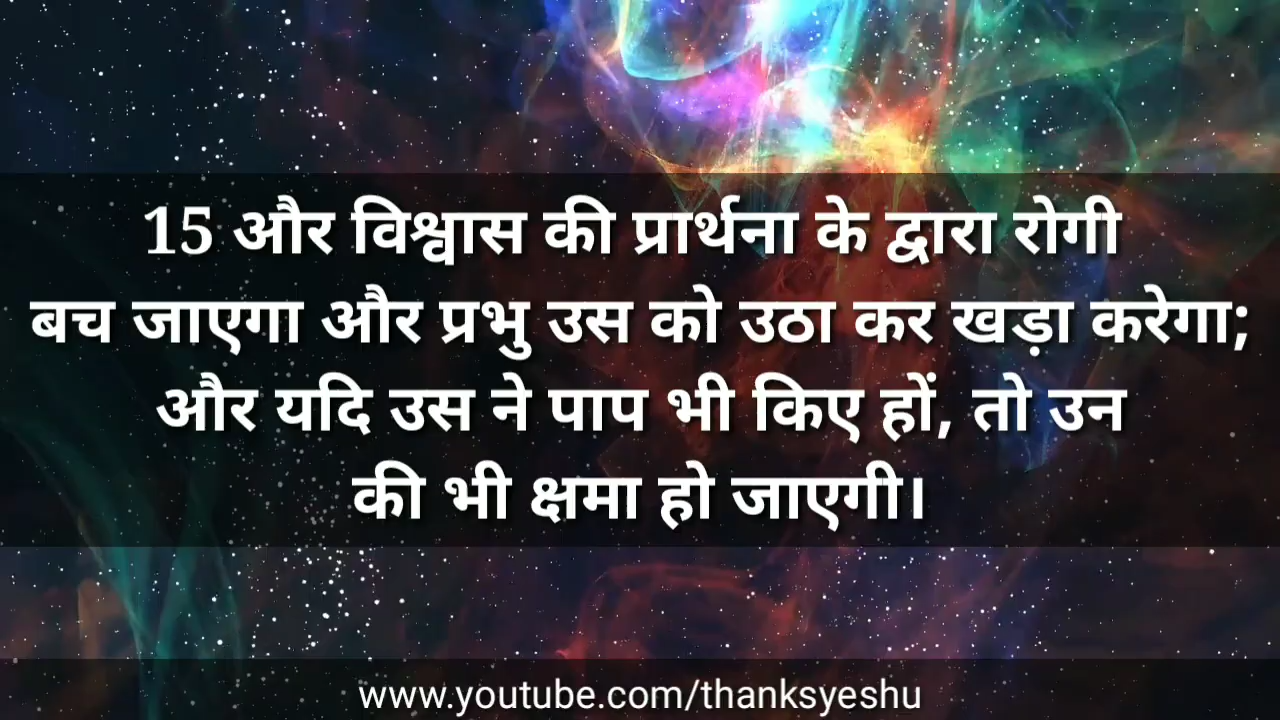 15 और विश्वास की प्रार्थना के द्वारा रोगी
बच जाएगा और प्रभु उस को उठा कर खड़ा करेगा;
और यदि उस ने पाप भी किए हों, तो उन
की भी क्षमा हो जाएगी।
www.youtube.com/thanksyeshu